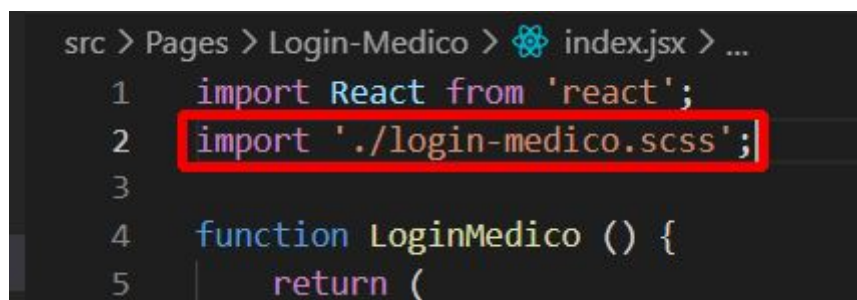 src > Pages > Login-Medico > index.jsx > ...
1 import React from 'react';
2 import './login-medico.scss';
3
4 function LoginMedico () {
5 return (